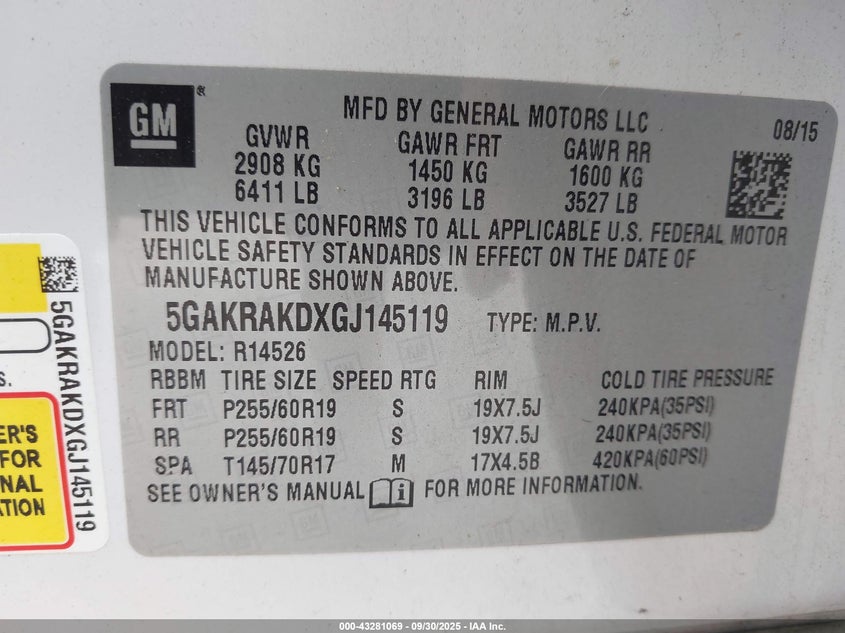 GM ®
MFD BY GENERAL MOTORS LLC
08/15
GVWR GAWR FRT GAWR RR
2908 KG 1450 KG 1600 KG
6411 LB 3196 LB 3527 LB
THIS VEHICLE CONFORMS TO ALL APPLICABLE U.S. FEDERAL MOTOR
VEHICLE SAFETY STANDARDS IN EFFECT ON THE DATE OF
MANUFACTURE SHOWN ABOVE.
5GAKRAKDXGJ145119 TYPE: M.P.V.
MODEL: R14526
RBBM TIRE SIZE SPEED RTG RIM COLD TIRE PRESSURE
FRT P255/60R19 S 19X7.5J 240KPA(35PSI)
RR P255/60R19 S 19X7.5J 240KPA(35PSI)
SPA T145/70R17 M 17X4.5B 420KPA(60PSI)
SEE OWNER'S MANUAL i FOR MORE INFORMATION.
5GAKRAKDXGJ145119
S.
ER'S
FOR
NAL
TION
000-43281069 - 09/30/2025 - IAA Inc.